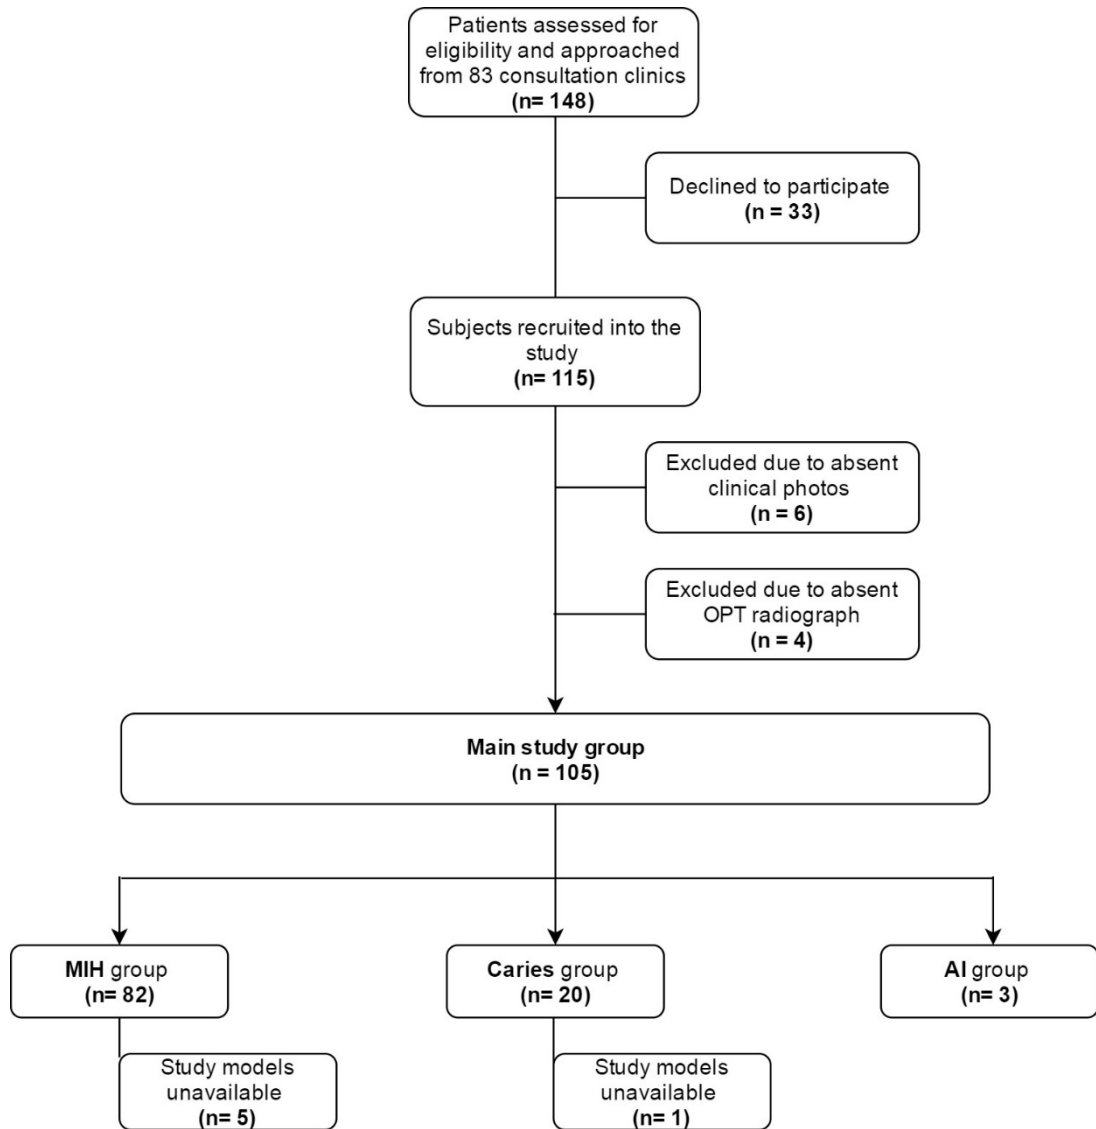 Patients assessed for
eligibility and approached
from 83 consultation clinics
(n= 148)
Declined to participate
(n = 33)
Subjects recruited into the
study
(n= 115)
Excluded due to absent
clinical photos
(n = 6)
Excluded due to absent
OPT radiograph
(n = 4)
Main study group
(n = 105)
MIH group
(n= 82)
Caries group
(n= 20)
AI group
(n= 3)
Study models
unavailable
(n= 5)
Study models
unavailable
(n= 1)